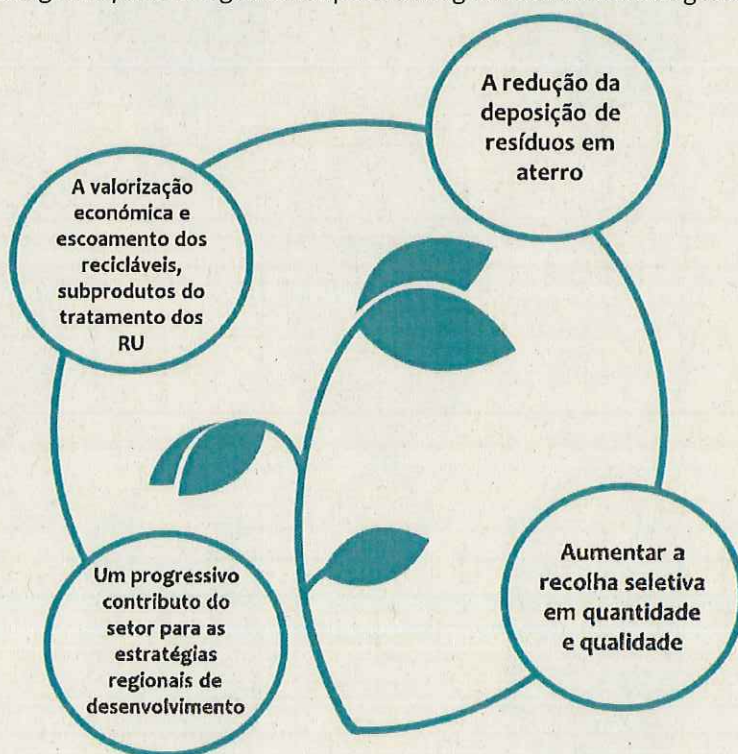 A redução da
deposição de
resíduos em
aterro
A valorização
económica e
escoamento dos
recicláveis,
subprodutos do
tratamento dos
RU
Um progressivo
contributo do
setor para as
estratégias
regionais de
desenvolvimento
Aumentar a
recolha seletiva
em quantidade
e qualidade